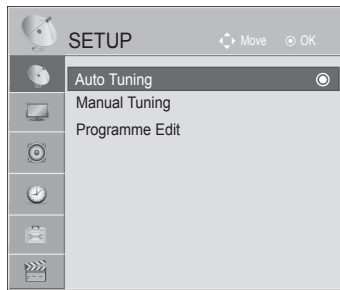 SETUP
Move OK
Auto Tuning
Manual Tuning
Programme Edit